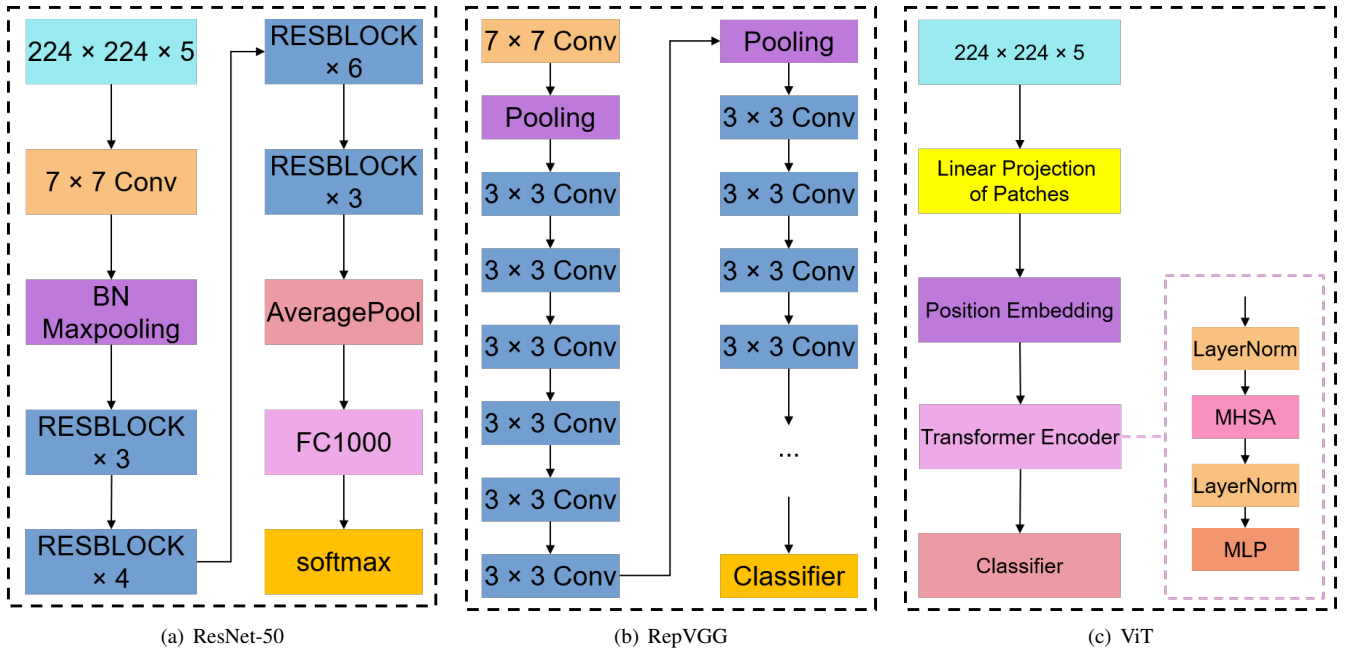 224 × 224 × 5
7 × 7 Conv
BN
Maxpooling
RESBLOCK
× 3
RESBLOCK
× 4
RESBLOCK
× 6
RESBLOCK
× 3
AveragePool
FC1000
softmax
(a) ResNet-50
7 × 7 Conv
Pooling
3 × 3 Conv
3 × 3 Conv
3 × 3 Conv
3 × 3 Conv
3 × 3 Conv
3 × 3 Conv
Pooling
3 × 3 Conv
3 × 3 Conv
3 × 3 Conv
3 × 3 Conv
...
Classifier
(b) RepVGG
224 × 224 × 5
Linear Projection
of Patches
Position Embedding
Transformer Encoder
Classifier
LayerNorm
MHSA
LayerNorm
MLP
(c) ViT